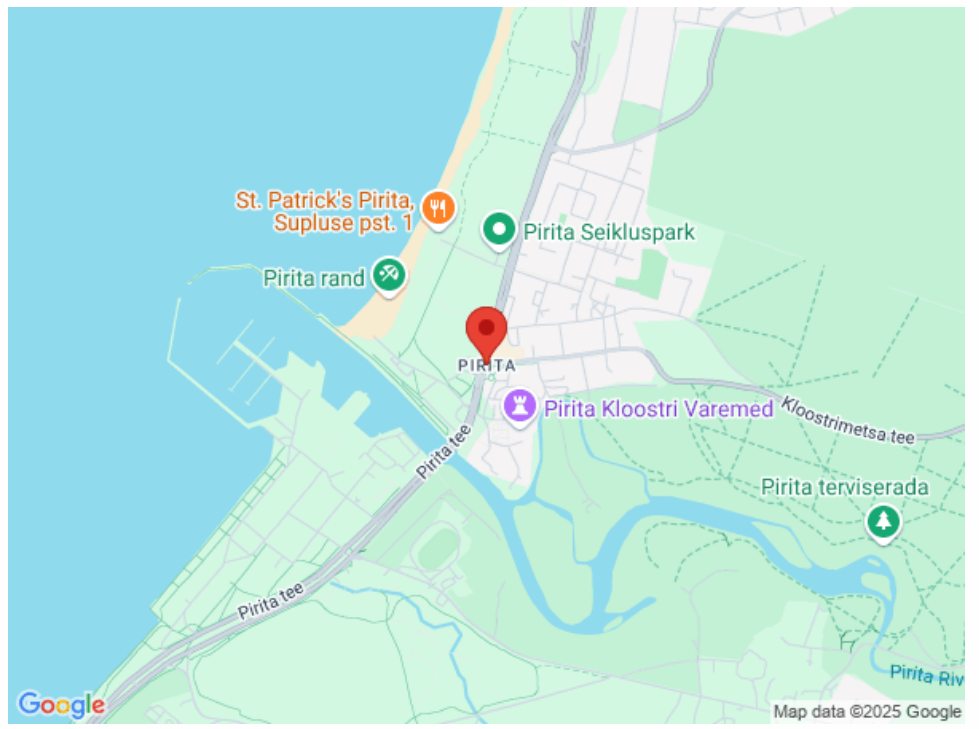 St. Patrick's Pirita,
Supluse pst. 1
Pirita Seikluspark
Pirita rand
PIRITA
Pirita Kloostri Varemed
Kloostrimetsa tee
Pirita tee
Pirita terviserada
Pirita tee
Pirita Riv
Google
Map data ©2025 Google